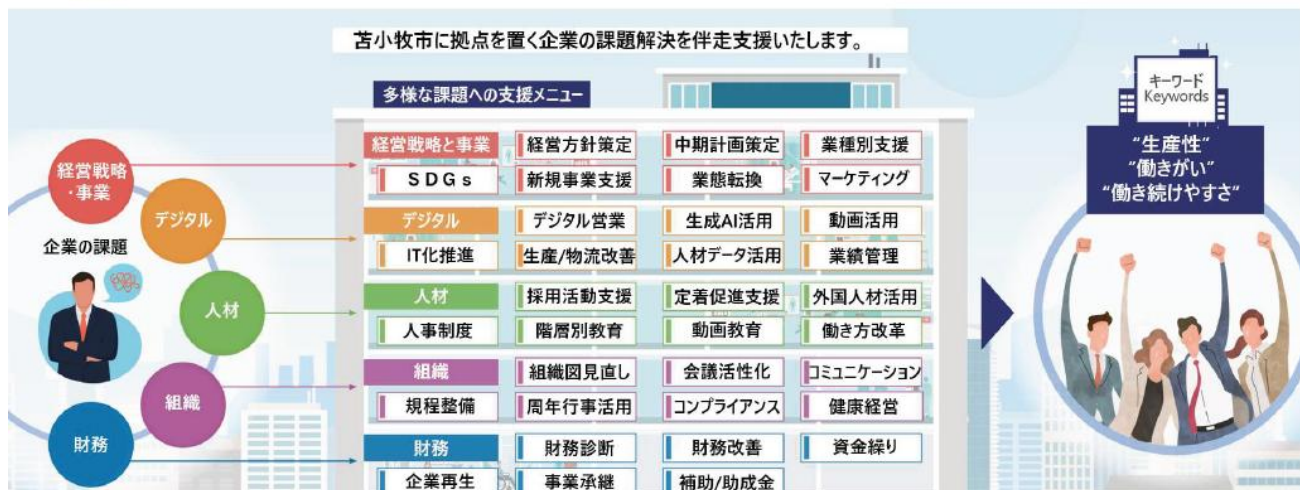 苫小牧市に拠点を置く企業の課題解決を伴走支援いたします。
多様な課題への支援メニュー
キーワード
Keywords
“生産性”
“働きがい”
“働き続けやすさ”
企業の課題
経営戦略
・事業
デジタル
人材
組織
財務
経営戦略と事業 経営方針策定 中期計画策定 業種別支援
SDGs 新規事業支援 業態転換 マーケティング
デジタル デジタル営業 生成AI活用 動画活用
IT化推進 生産/物流改善 人材データ活用 業績管理
人材 採用活動支援 定着促進支援 外国人材活用
人事制度 階層別教育 動画教育 働き方改革
組織 組織図見直し 会議活性化 コミュニケーション
規程整備 周年行事活用 コンプライアンス 健康経営
財務 財務診断 財務改善 資金繰り
企業再生 事業承継 補助/助成金